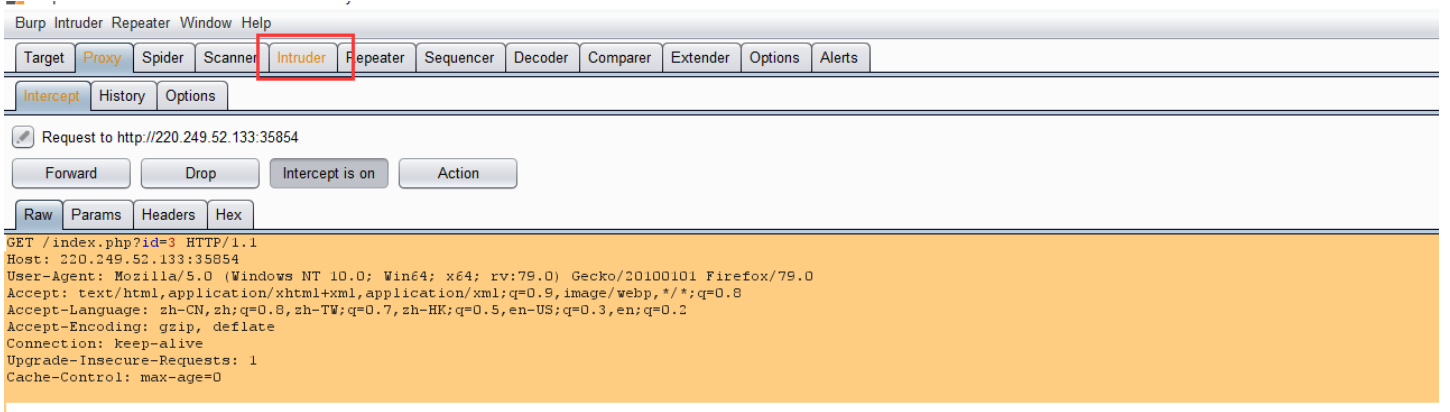 Burp Intruder Repeater Window Help
Target Proxy Spider Scanner Intruder Repeater Sequencer Decoder Comparer Extender Options Alerts
Intercept History Options
Request to http://220.249.52.133:35854
Forward Drop Intercept is on Action
Raw Params Headers Hex
GET /index.php?id=3 HTTP/1.1
Host: 220.249.52.133:35854
User-Agent: Mozilla/5.0 (Windows NT 10.0; Win64; x64; rv:79.0) Gecko/20100101 Firefox/79.0
Accept: text/html,application/xhtml+xml,application/xml;q=0.9,image/webp,*/*;q=0.8
Accept-Language: zh-CN,zh;q=0.8,zh-TW;q=0.7,zh-HK;q=0.5,en-US;q=0.3,en;q=0.2
Accept-Encoding: gzip, deflate
Connection: keep-alive
Upgrade-Insecure-Requests: 1
Cache-Control: max-age=0